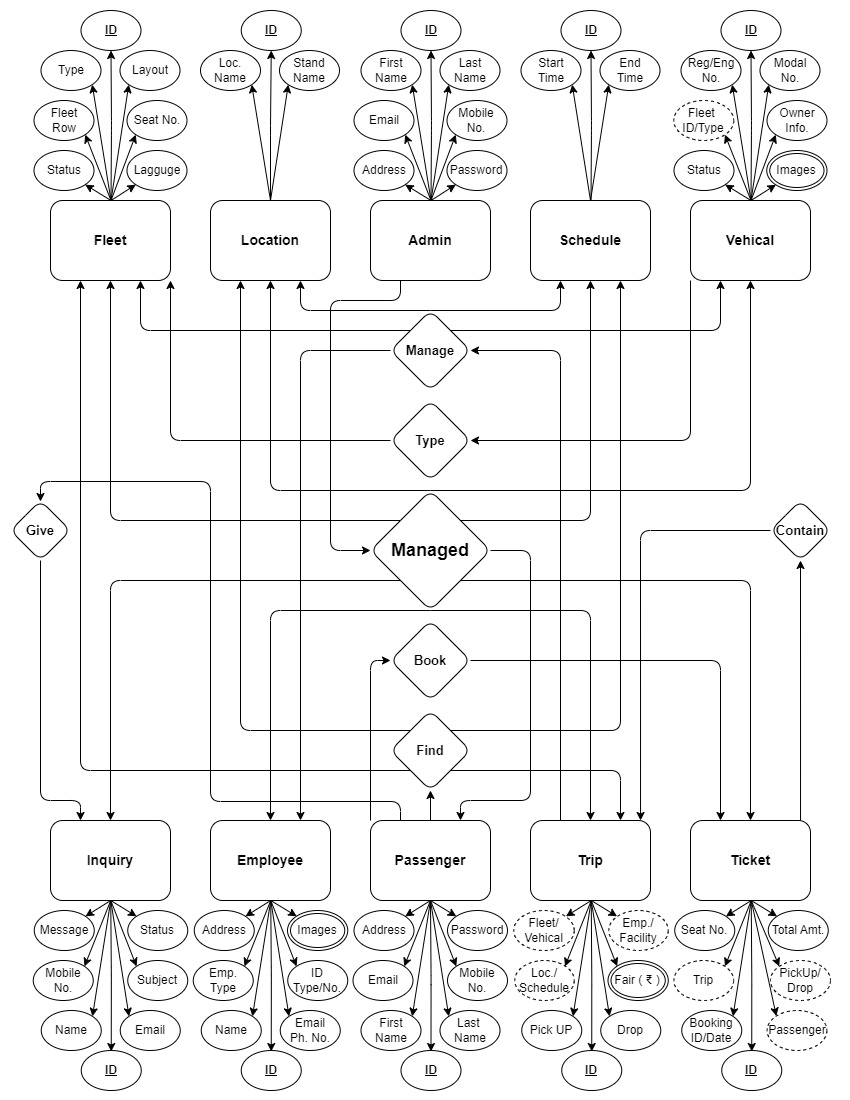 ID
ID
ID
ID
ID
Type
Layout
Loc.
Name
Stand
Name
First
Name
Last
Name
Start
Time
End
Time
Reg/Eng
No.
Modal
No.
Fleet
Row
Seat No.
Email
Mobile
No.
Fleet
ID/Type
Owner
Info.
Status
Lagguge
Address
Password
Status
Images
Fleet
Location
Admin
Schedule
Vehical
Manage
Type
Give
Managed
Contain
Book
Find
Inquiry
Employee
Passenger
Trip
Ticket
Message
Status
Address
Images
Address
Password
Fleet/
Vehical
Emp./
Facility
Seat No.
Total Amt.
Mobile
No.
Subject
Emp.
Type
ID
Type/No.
Email
Mobile
No.
Loc./
Schedule
Fair ( ₹ )
Trip
PickUp/
Drop
Name
Email
Name
Email
Ph. No.
First
Name
Last
Name
Pick UP
Drop
Booking
ID/Date
Passenger
ID
ID
ID
ID
ID